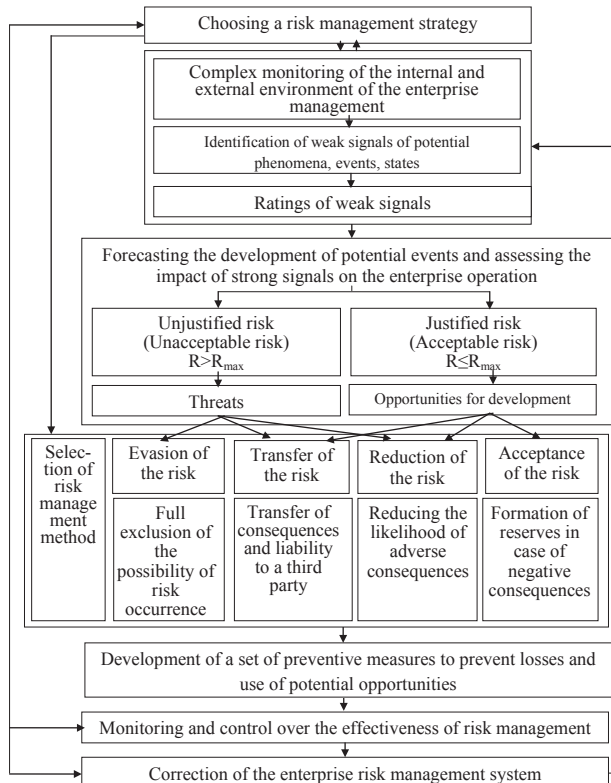 Choosing a risk management strategy
Complex monitoring of the internal and
external environment of the enterprise
management
Identification of weak signals of potential
phenomena, events, states
Ratings of weak signals
Forecasting the development of potential events and assessing the
impact of strong signals on the enterprise operation
Unjustified risk
(Unacceptable risk)
R>Rmax
Justified risk
(Acceptable risk)
R≤Rmax
Threats
Opportunities for development
Selec-
tion of
risk
manage
ment
method
Evasion of
the risk
Transfer of
the risk
Reduction of
the risk
Acceptance
of the risk
Full
exclusion of
the
possibility of
risk
occurrence
Transfer of
consequences
and liability
to a third
party
Reducing the
likelihood of
adverse
consequences
Formation of
reserves in
case of
negative
consequences
Development of a set of preventive measures to prevent losses and
use of potential opportunities
Monitoring and control over the effectiveness of risk management
Correction of the enterprise risk management system